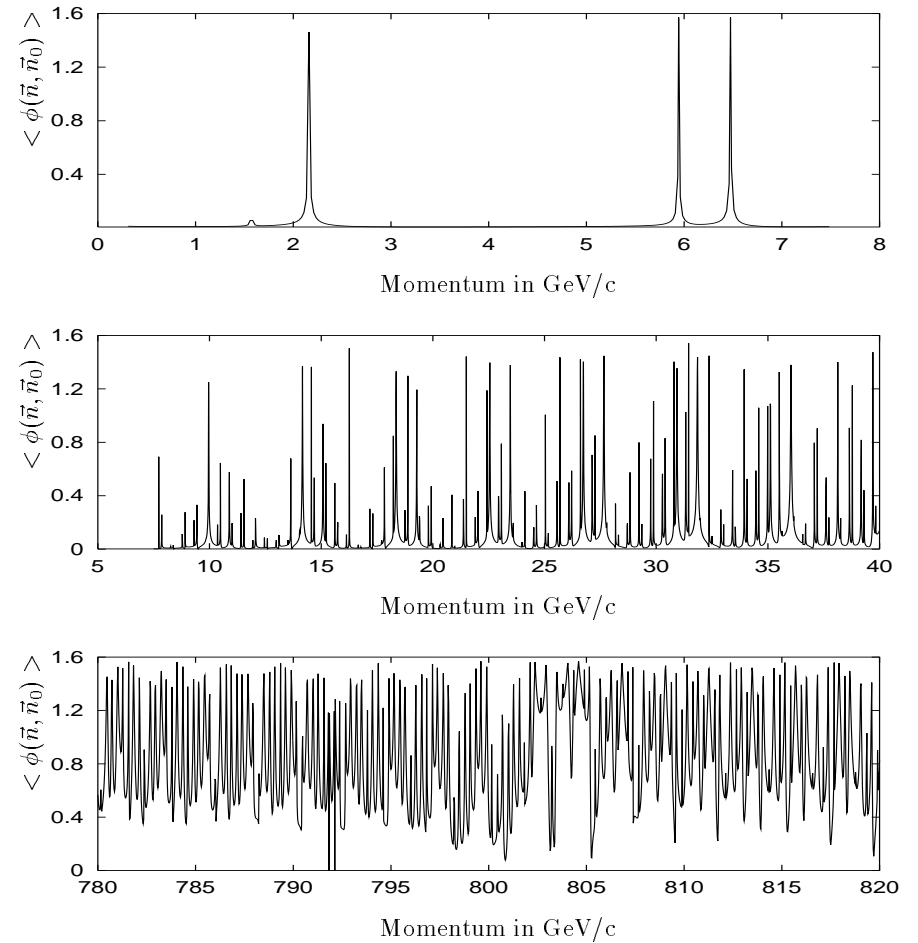 1.6
1.2
0.8
0.4
< ϕ(n⃗, n⃗₀) >
0 1 2 3 4 5 6 7 8
Momentum in GeV/c
1.6
1.2
0.8
0.4
0
< ϕ(n⃗, n⃗₀) >
5 10 15 20 25 30 35 40
Momentum in GeV/c
1.6
1.2
0.8
0.4
0
< ϕ(n⃗, n⃗₀) >
780 785 790 795 800 805 810 815 820
Momentum in GeV/c